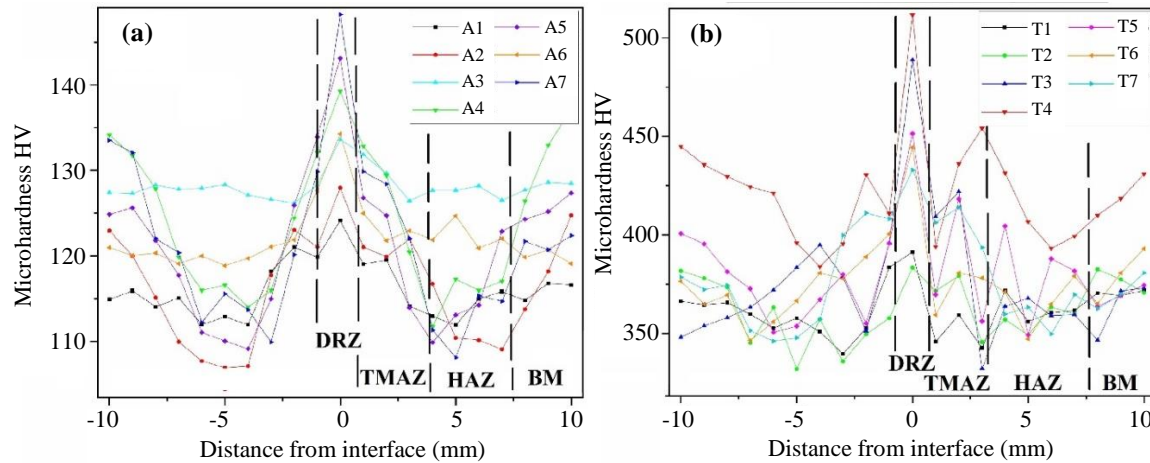 (a)
A1 A5
A2 A6
A3 A7
A4
Microhardness HV
140
130
120
110
DRZ
TMAZ HAZ BM
-10 -5 0 5 10
Distance from interface (mm)
(b)
T1 T5
T2 T6
T3 T7
T4
Microhardness HV
500
450
400
350
DRZ
TMAZ HAZ BM
-10 -5 0 5 10
Distance from interface (mm)